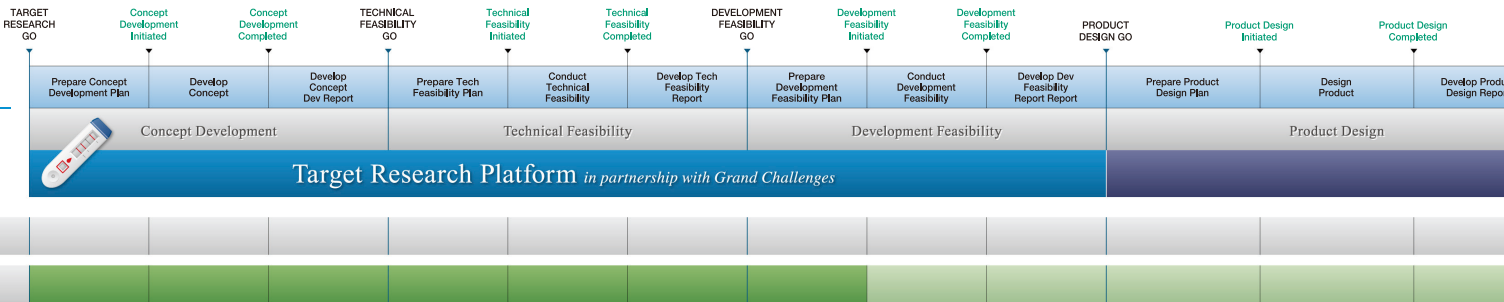 TARGET
RESEARCH
GO
Concept
Development
Initiated
Concept
Development
Completed
TECHNICAL
FEASIBILITY
GO
Technical
Feasibility
Initiated
Technical
Feasibility
Completed
DEVELOPMENT
FEASIBILITY
GO
Development
Feasibility
Initiated
Development
Feasibility
Completed
PRODUCT
DESIGN GO
Product Design
Initiated
Product Design
Completed
Prepare Concept
Development Plan
Develop
Concept
Develop
Concept
Dev Report
Prepare Tech
Feasibility Plan
Conduct
Technical
Feasibility
Develop Tech
Feasibility
Report
Prepare
Development
Feasibility Plan
Conduct
Development
Feasibility
Develop Dev
Feasibility
Report Report
Prepare Product
Design Plan
Design
Product
Develop Produ
Design Repor
Concept Development
Technical Feasibility
Development Feasibility
Product Design
Target Research Platform in partnership with Grand Challenges